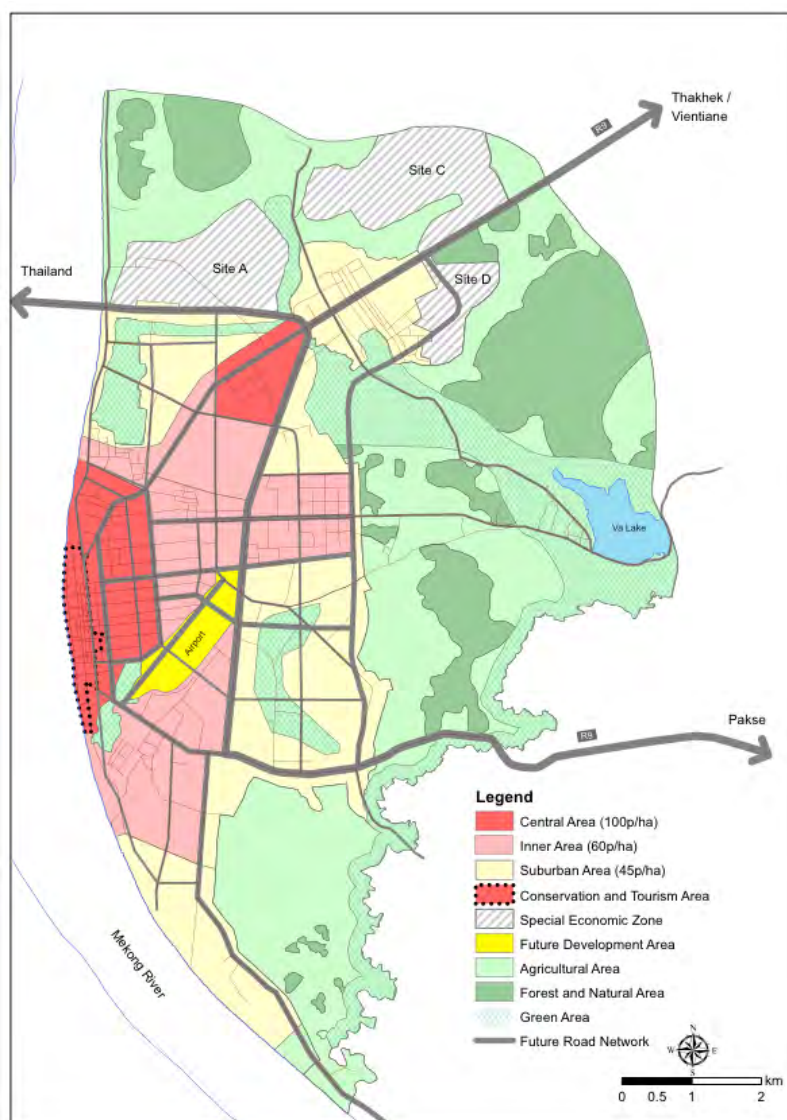 Thakhek /
Vientiane
R9
Site C
Site A
Site D
Thailand
Va Lake
Airport
R9
Pakse
Mekong River
Legend
Central Area (100p/ha)
Inner Area (60p/ha)
Suburban Area (45p/ha)
Conservation and Tourism Area
Special Economic Zone
Future Development Area
Agricultural Area
Forest and Natural Area
Green Area
Future Road Network
N
W E
S
km
0 0.5 1 2